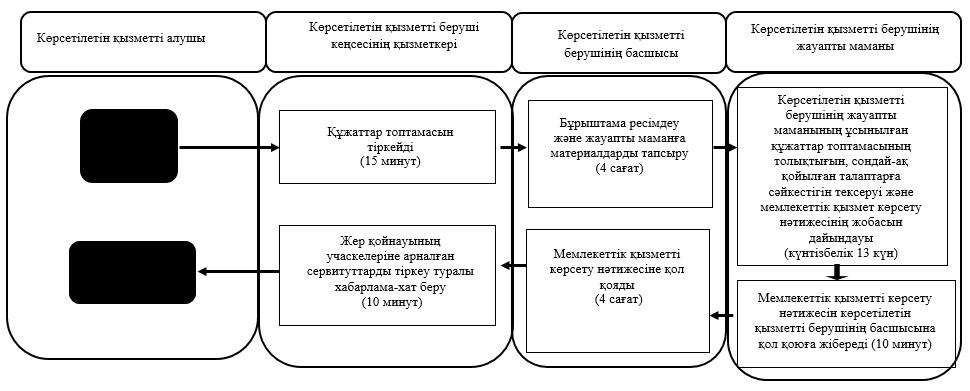 Көрсетілетін қызметті алушы
Көрсетілетін қызметті беруші
кеңсесінің қызметкері
Көрсетілетін қызметті
берушінің басшысы
Көрсетілетін қызметті берушінің
жауапты маманы
Құжаттар топтамасын
тіркейді
(15 минут)
Бұрыштама ресімдеу
және жауапты маманға
материалдарды тапсыру
(4 сағат)
Көрсетілетін қызметті
берушінің жауапты
маманының ұсынылған
құжаттар топтамасының
толықтығын, сондай-ақ
қойылған талаптарға
сәйкестігін тексеруі және
мемлекеттік қызмет көрсету
нәтижесінің жобасын
дайындауы
(күнтізбелік 13 күн)
Мемлекеттік қызметті көрсету
нәтижесін көрсетілетін
қызметті берушінің басшысына
қол қоюға жібереді (10 минут)
Мемлекеттік қызметті
көрсету нәтижесіне қол
қояды
(4 сағат)
Жер қойнауының
учаскелеріне арналған
сервитуттарды тіркеу туралы
хабарлама-хат беру
(10 минут)